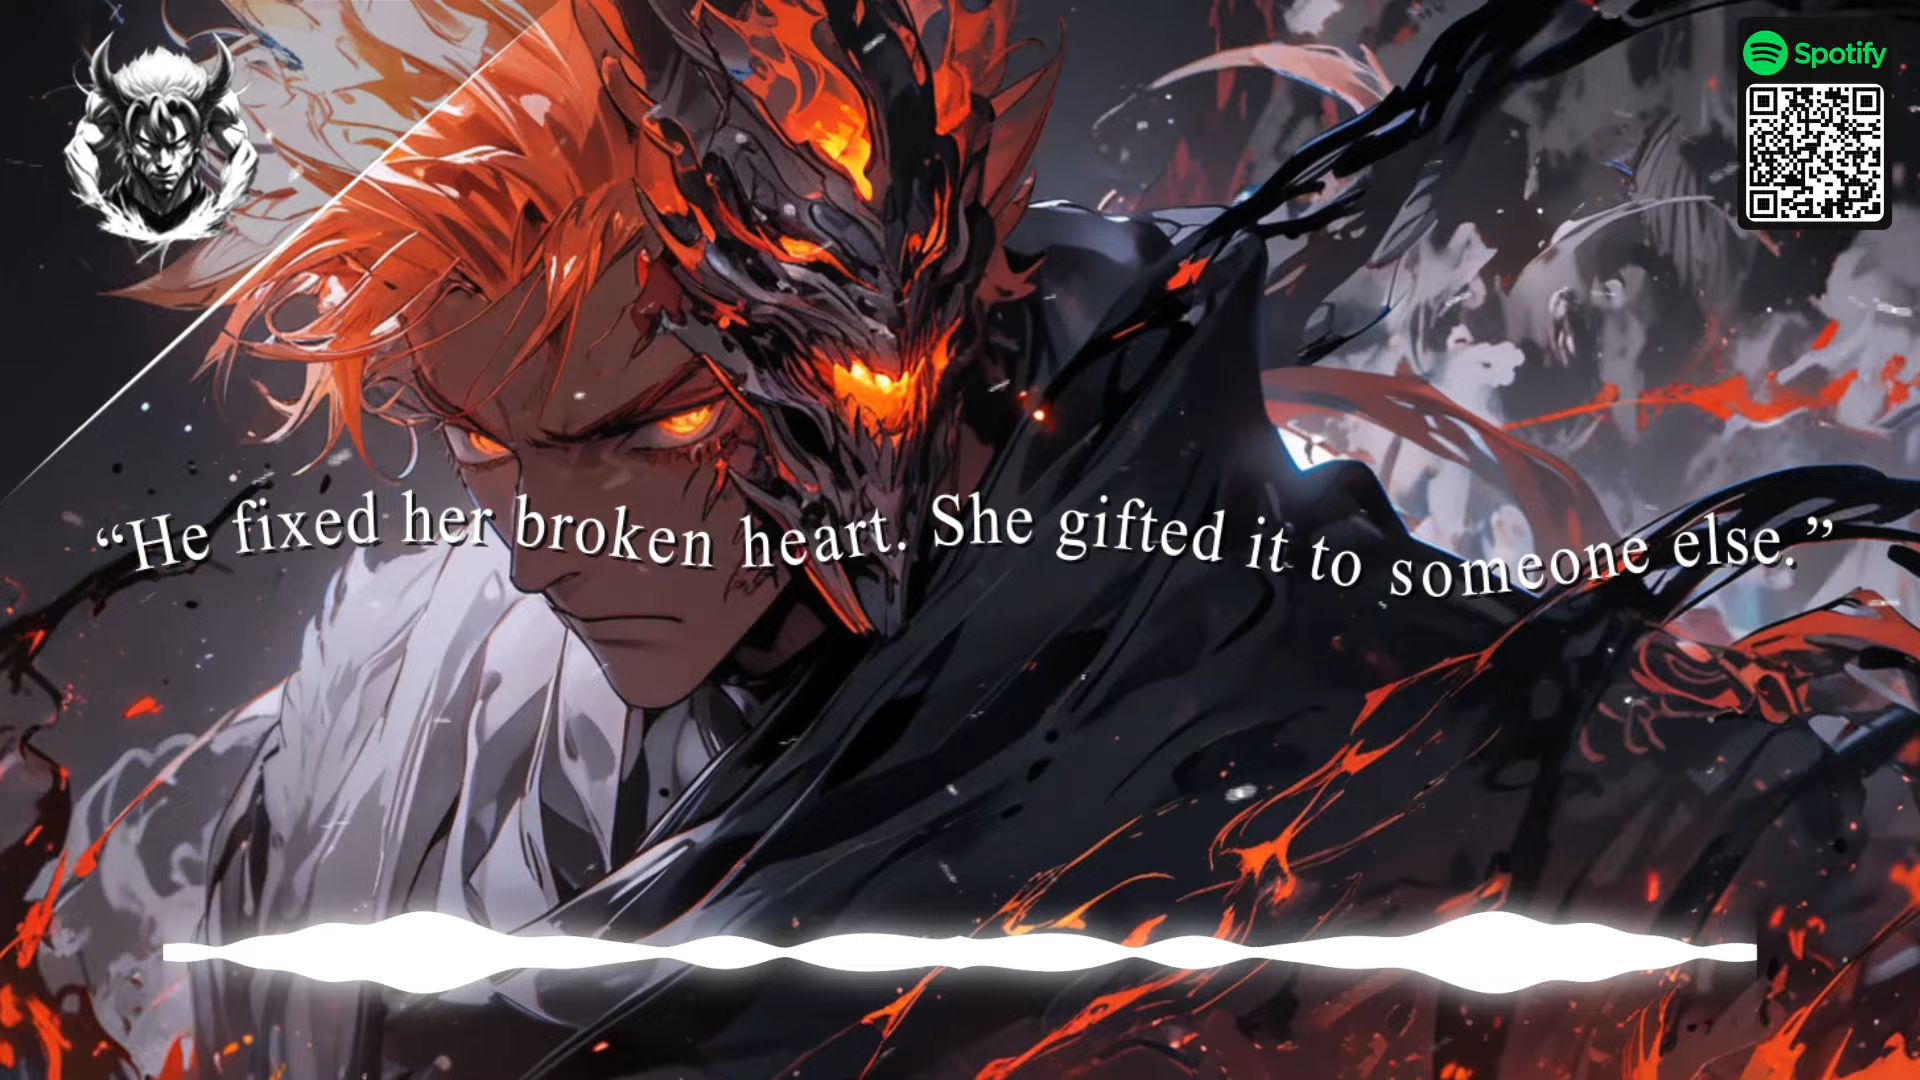 Spotify
“He fixed her broken heart. She gifted it to someone else.”